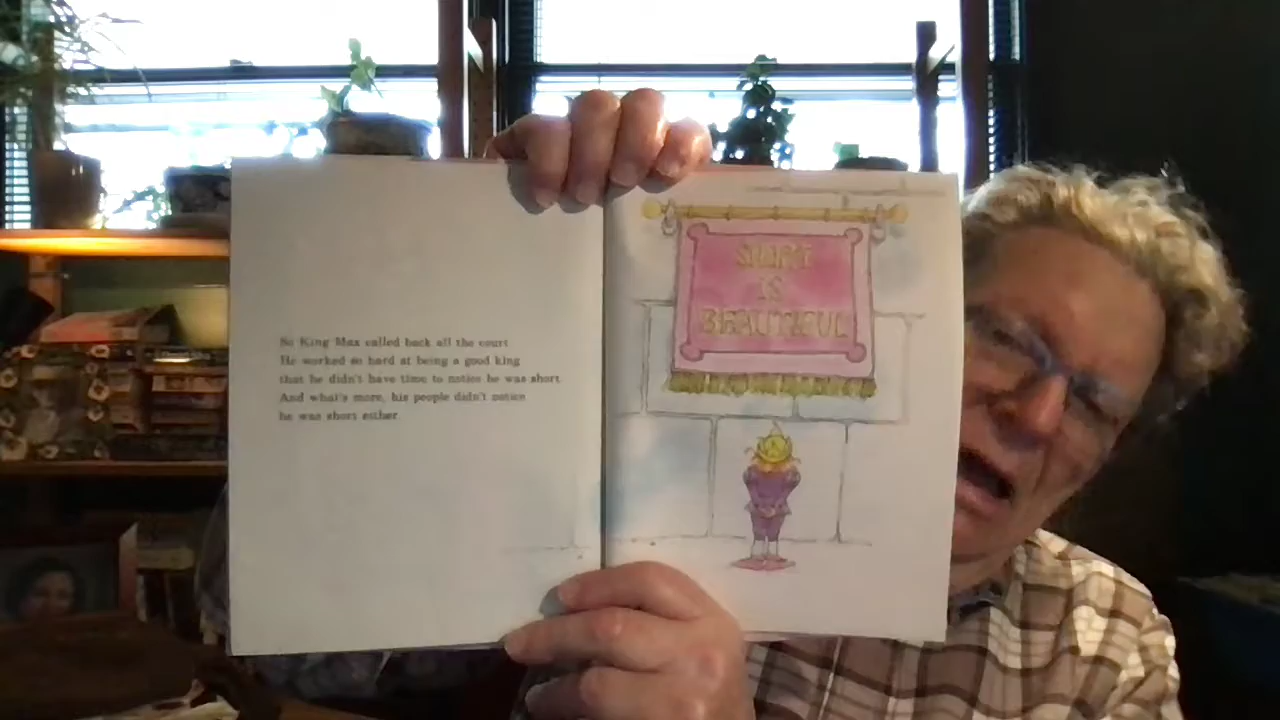 So King Max called back all the court
He worked so hard at being a good king
that he didn't have time to notice he was short.
And what's more, his people didn't notice
he was short either.
SHORT
IS
BEAUTIFUL